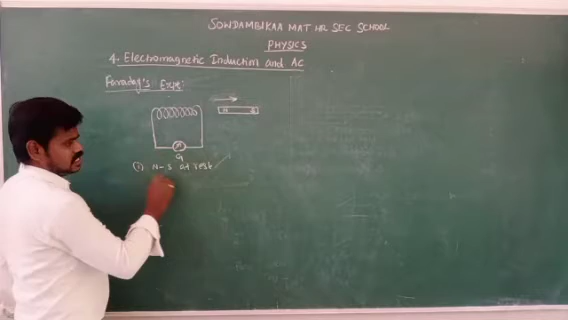 SOWDAMBIKAA MAT HR SEC SCHOOL
PHYSICS
4. Electromagnetic Induction and AC
Faraday's Expt:
G
(i) N-S at rest